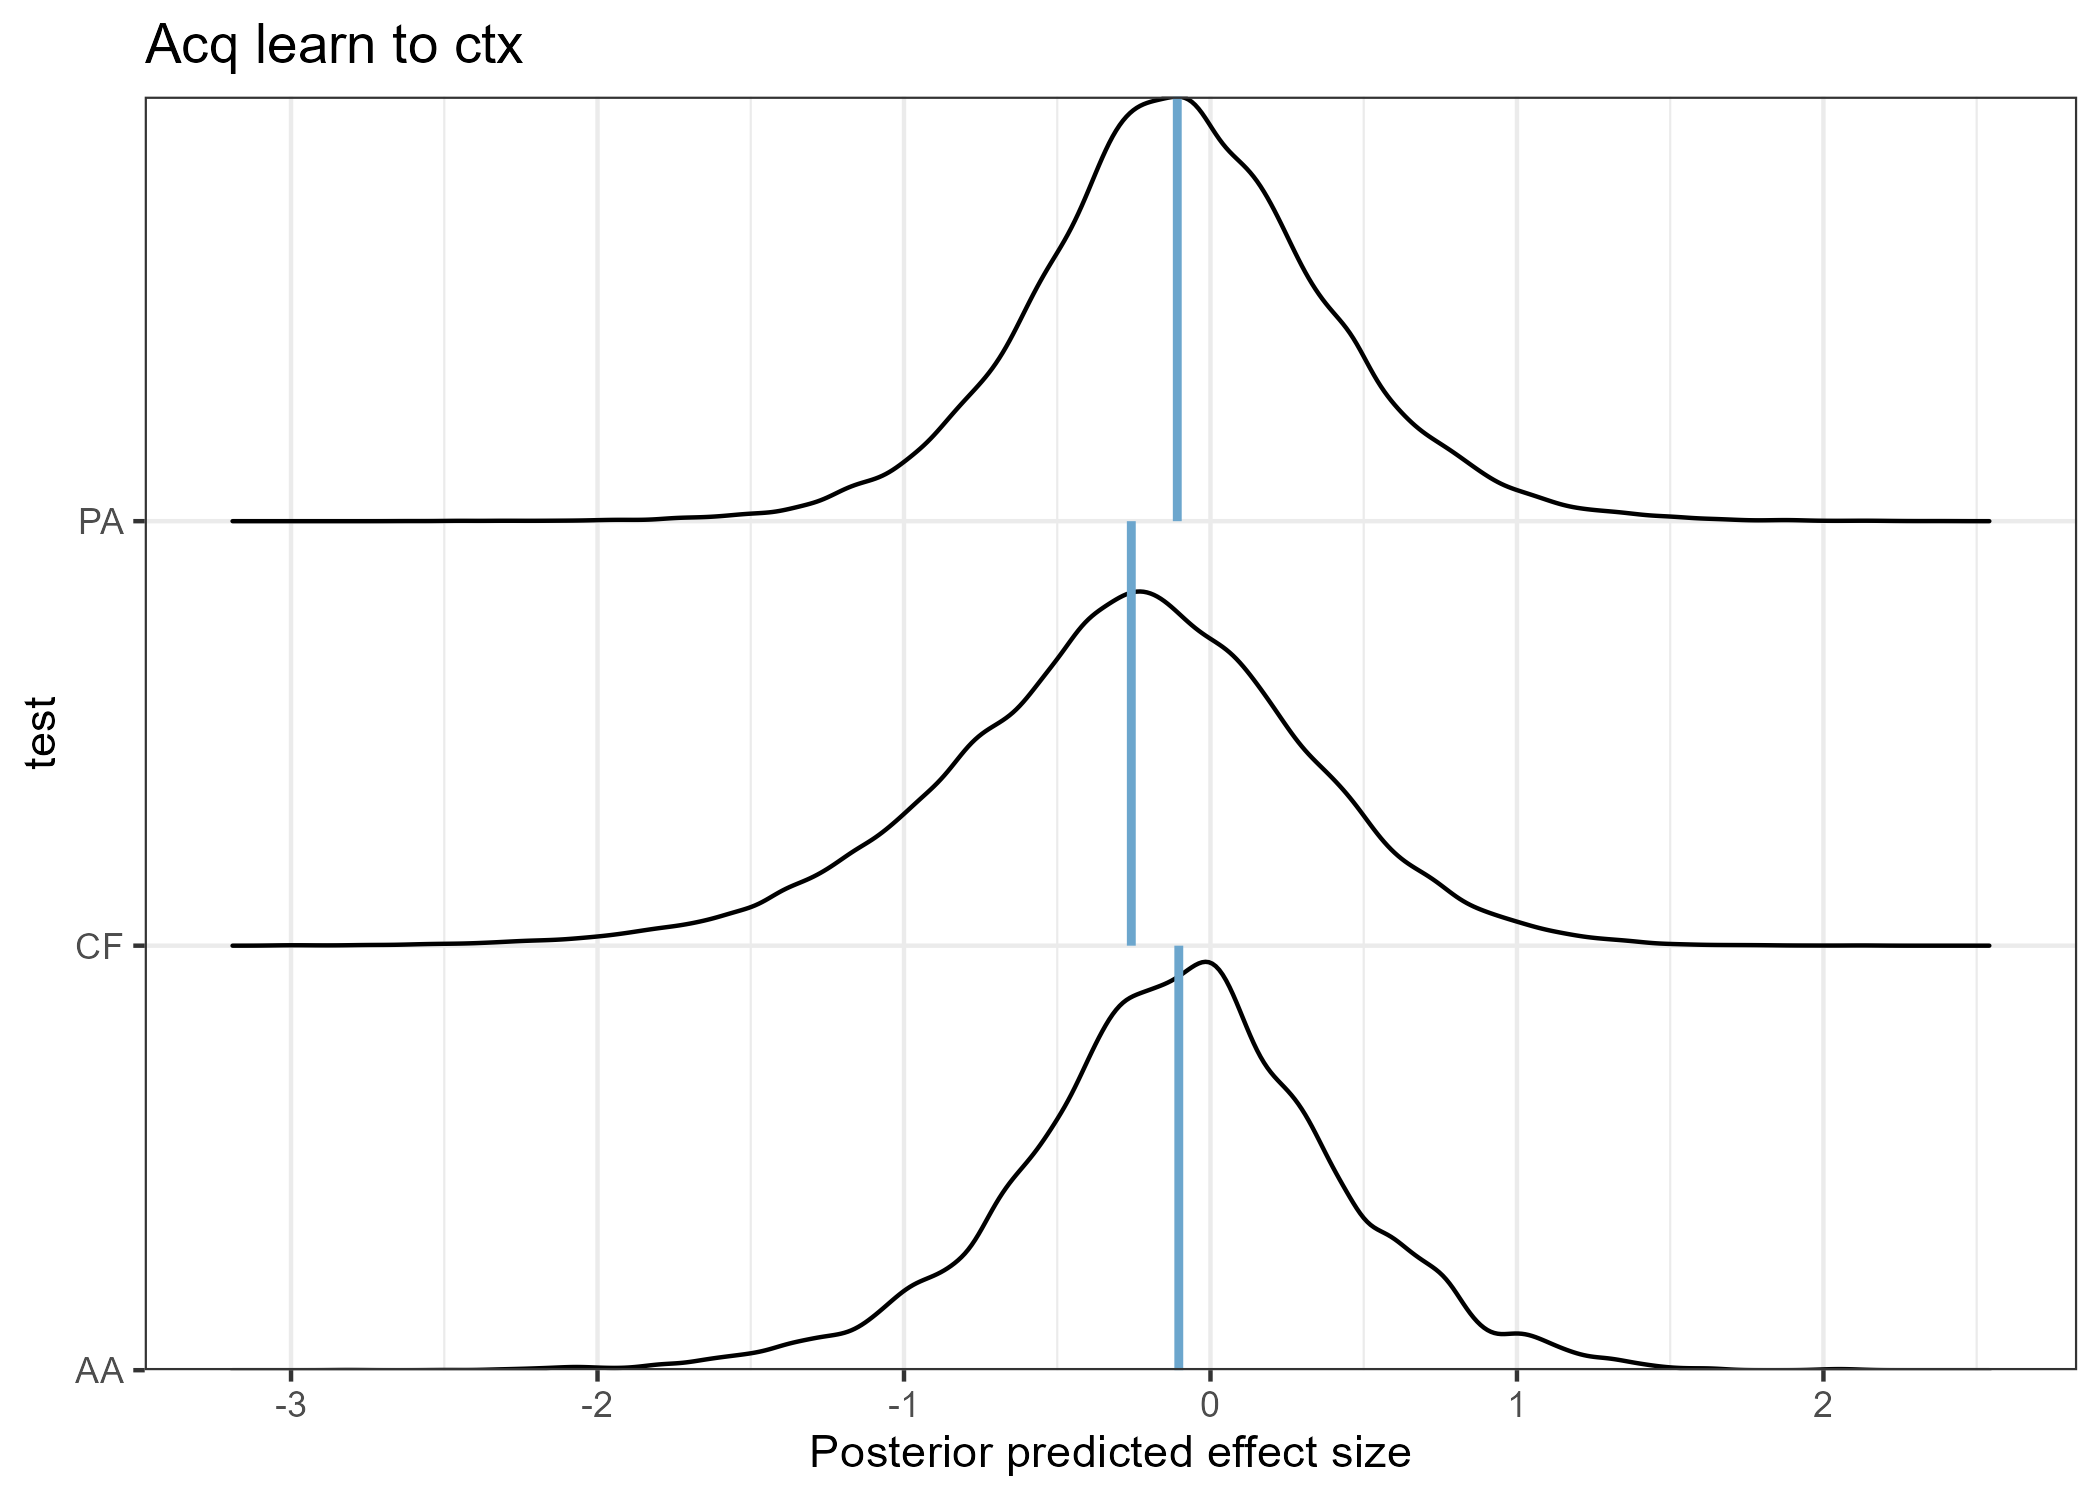 Acq learn to ctx
PA
CF
AA
test
-3 -2 -1 0 1 2
Posterior predicted effect size